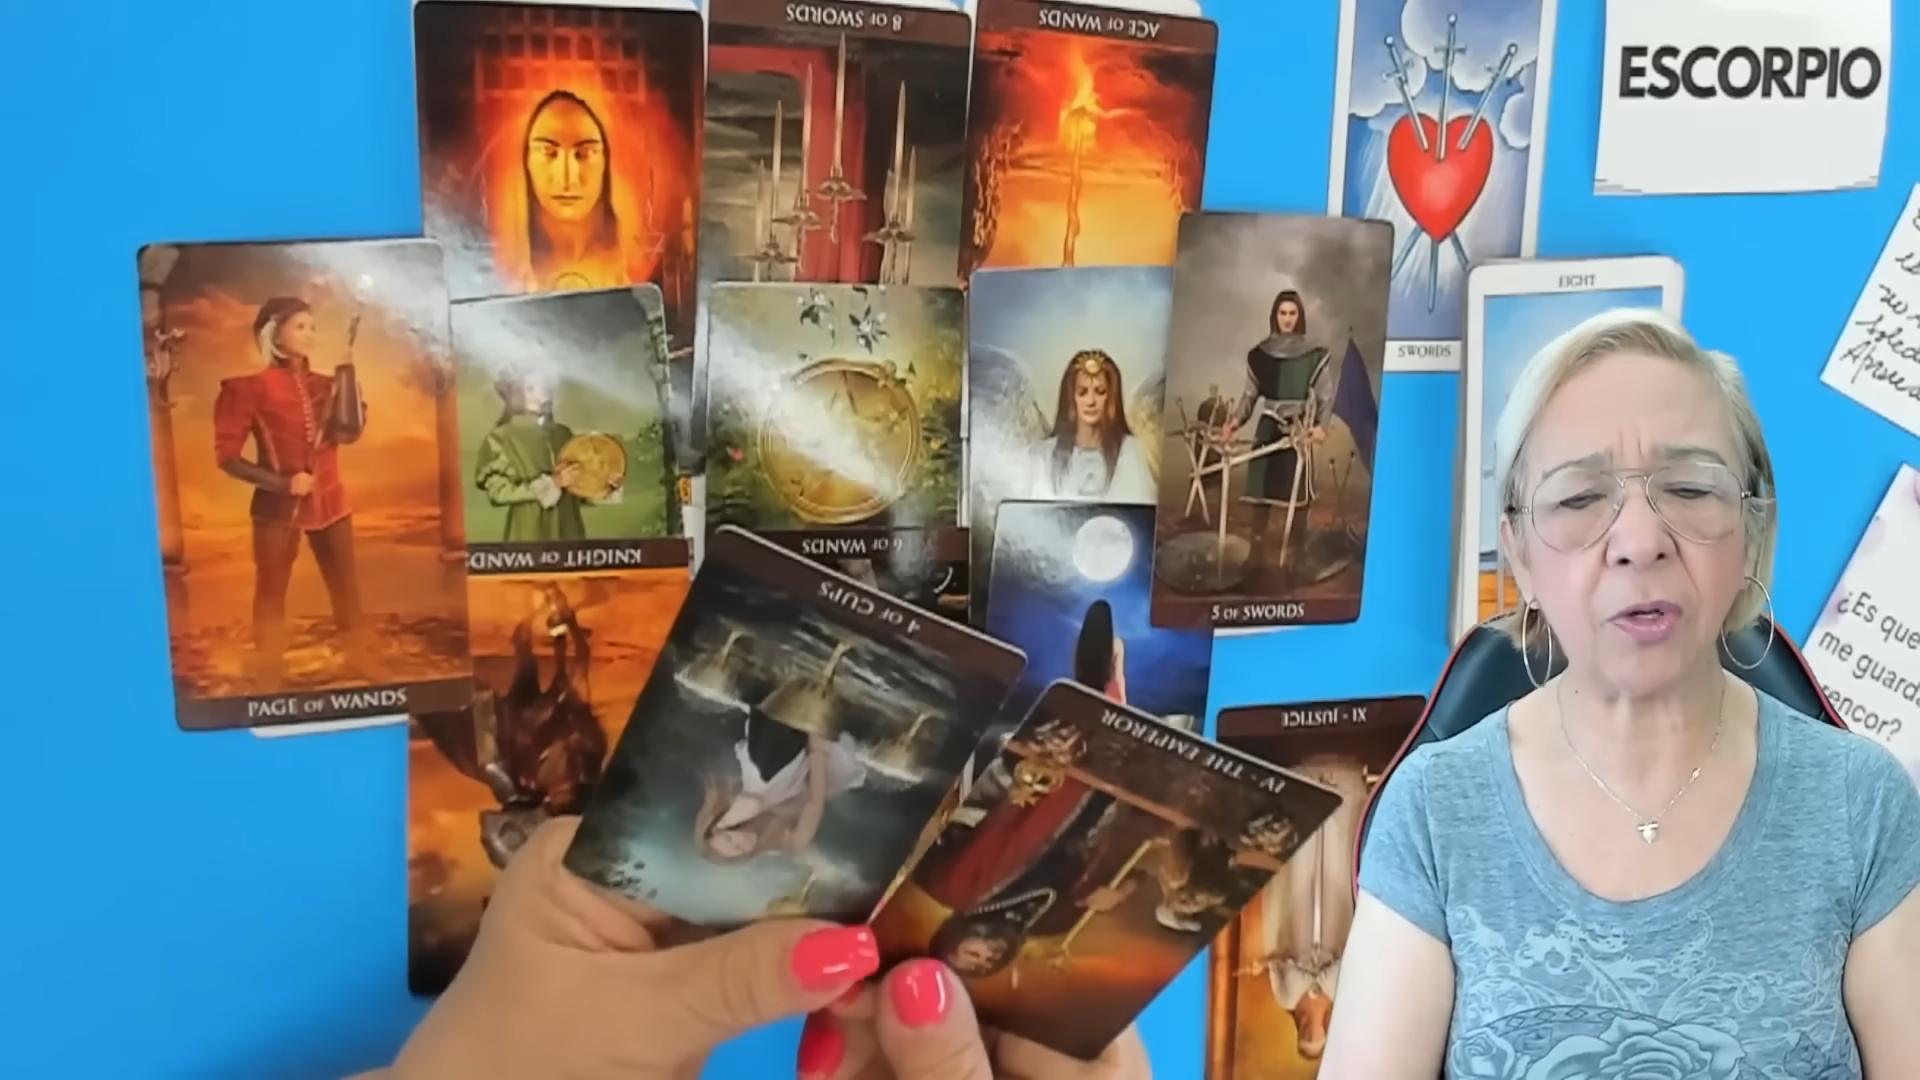 8 OF SWORDS
ACE OF WANDS
ESCORPIO
EIGHT
SWORDS
KNIGHT OF WANDS
6 OF WANDS
4 OF CUPS
5 OF SWORDS
PAGE OF WANDS
IV - THE EMPEROR
XI - JUSTICE
¿Es que
me guarda
rencor?